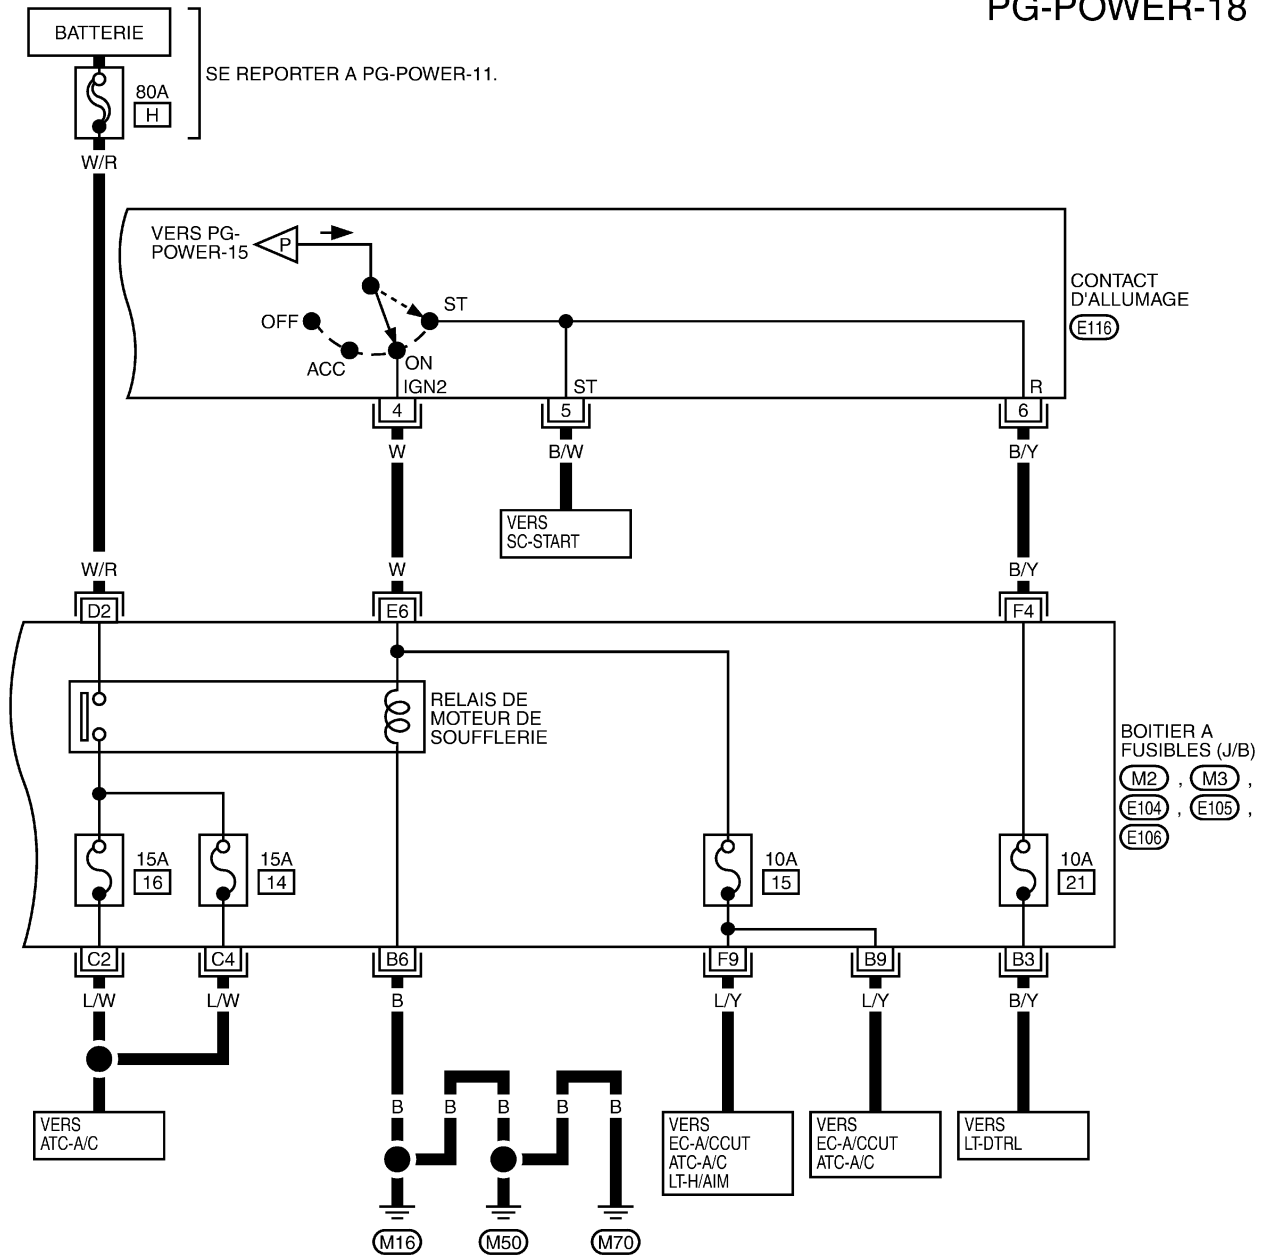 PG-POWER-18
BATTERIE
SE REPORTER A PG-POWER-11.
80A
H
W/R
VERS PG-
POWER-15
P
CONTACT
D'ALLUMAGE
E116
ST
OFF
ACC
ON
IGN2
ST
R
4
5
6
W
B/W
B/Y
VERS
SC-START
W/R
W
B/Y
D2
E6
F4
RELAIS DE
MOTEUR DE
SOUFFLERIE
BOITIER A
FUSIBLES (J/B)
M2 , M3 ,
E104 , E105 ,
E106
15A
16
15A
14
10A
15
10A
21
C2
C4
B6
F9
B9
B3
L/W
L/W
B
L/Y
L/Y
B/Y
B
B
B
B
B
VERS
ATC-A/C
VERS
EC-A/CCUT
ATC-A/C
LT-H/AIM
VERS
EC-A/CCUT
ATC-A/C
VERS
LT-DTRL
M16
M50
M70